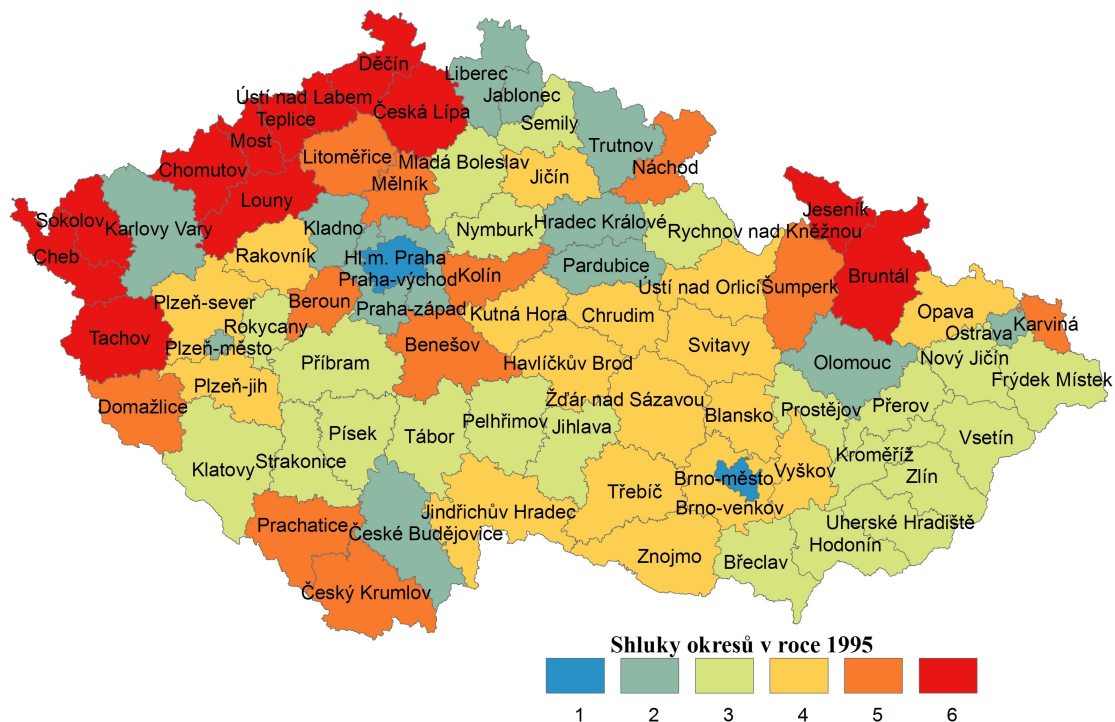 Děčín
Liberec
Ústí nad Labem
Jablonec
Teplice
Česká Lípa
Semily
Most
Trutnov
Litoměřice
Mladá Boleslav
Náchod
Chomutov
Jičín
Mělník
Louny
Jeseník
Sokolov
Karlovy Vary
Kladno
Nymburk
Hradec Králové
Rychnov nad Kněžnou
Cheb
Rakovník
Hl.m. Praha
Kolín
Pardubice
Bruntál
Praha-východ
Ústí nad Orlicí
Šumperk
Plzeň-sever
Beroun
Praha-západ
Kutná Hora
Chrudim
Opava
Karviná
Rokycany
Ostrava
Tachov
Plzeň-město
Benešov
Svitavy
Příbram
Havlíčkův Brod
Olomouc
Nový Jičín
Frýdek Místek
Plzeň-jih
Domažlice
Žďár nad Sázavou
Blansko
Prostějov
Přerov
Pelhřimov
Jihlava
Písek
Tábor
Vsetín
Klatovy
Strakonice
Kroměříž
Brno-město
Vyškov
Zlín
Třebíč
Brno-venkov
Jindřichův Hradec
Prachatice
České Budějovice
Uherské Hradiště
Hodonín
Znojmo
Břeclav
Český Krumlov
Shluky okresů v roce 1995
1 2 3 4 5 6